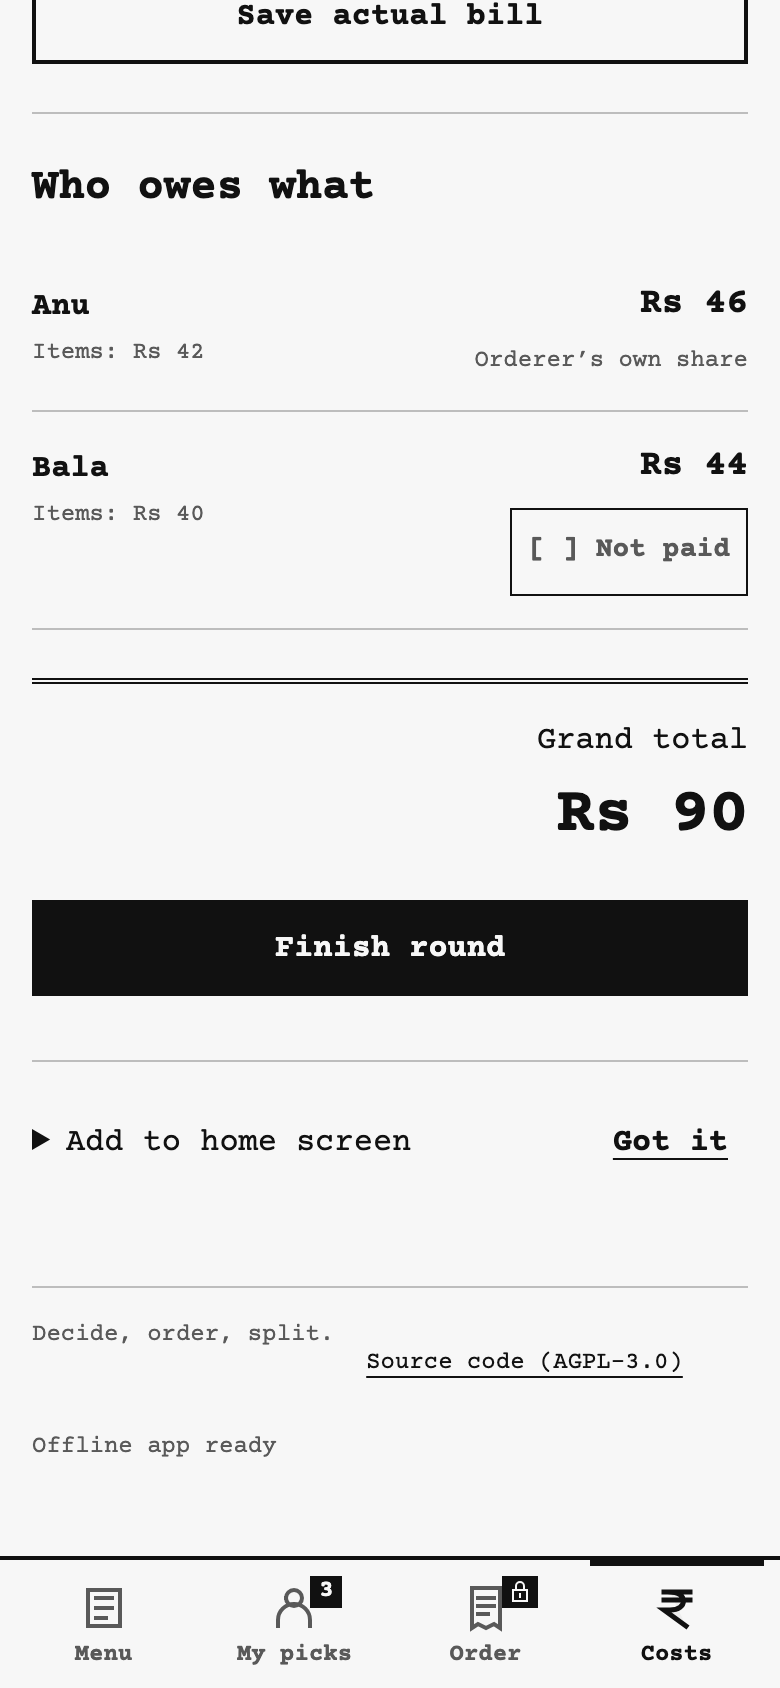 Save actual bill
Who owes what
Anu
Rs 46
Items: Rs 42
Orderer’s own share
Bala
Rs 44
Items: Rs 40
[ ] Not paid
Grand total
Rs 90
Finish round
▶ Add to home screen
Got it
Decide, order, split.
Source code (AGPL-3.0)
Offline app ready
3
₹
Menu
My picks
Order
Costs